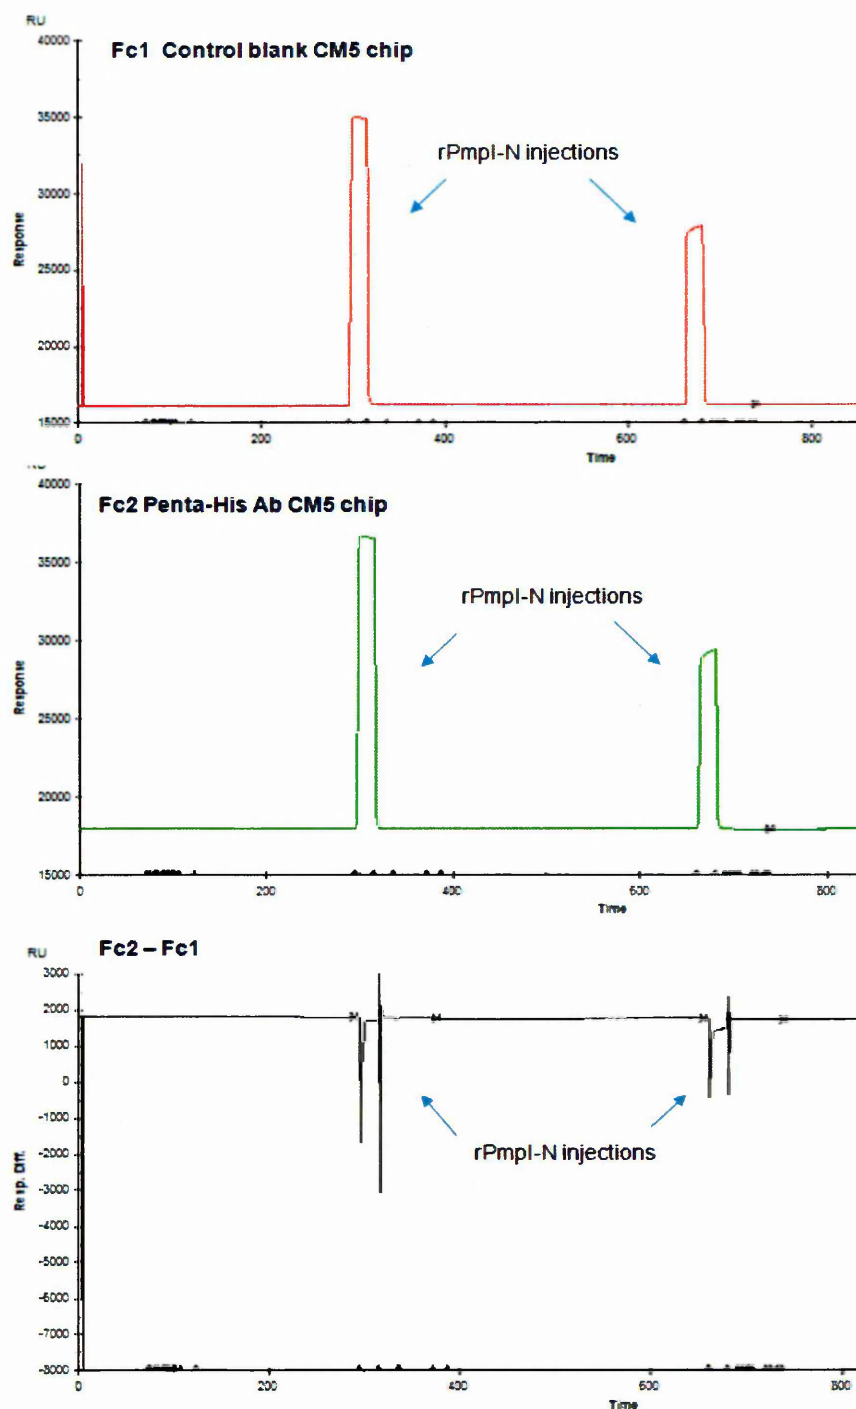 RU
Fc1 Control blank CM5 chip
40000
35000
30000
25000
20000
15000
Response
rPmpI-N injections
0 200 400 600 800
Time
Fc2 Penta-His Ab CM5 chip
40000
35000
30000
25000
20000
15000
Response
rPmpI-N injections
0 200 400 600 800
Time
RU
Fc2 – Fc1
3000
2000
1000
0
-1000
-2000
-3000
-4000
-5000
-6000
-7000
-8000
Resp. Diff.
rPmpI-N injections
0 200 400 600 800
Time